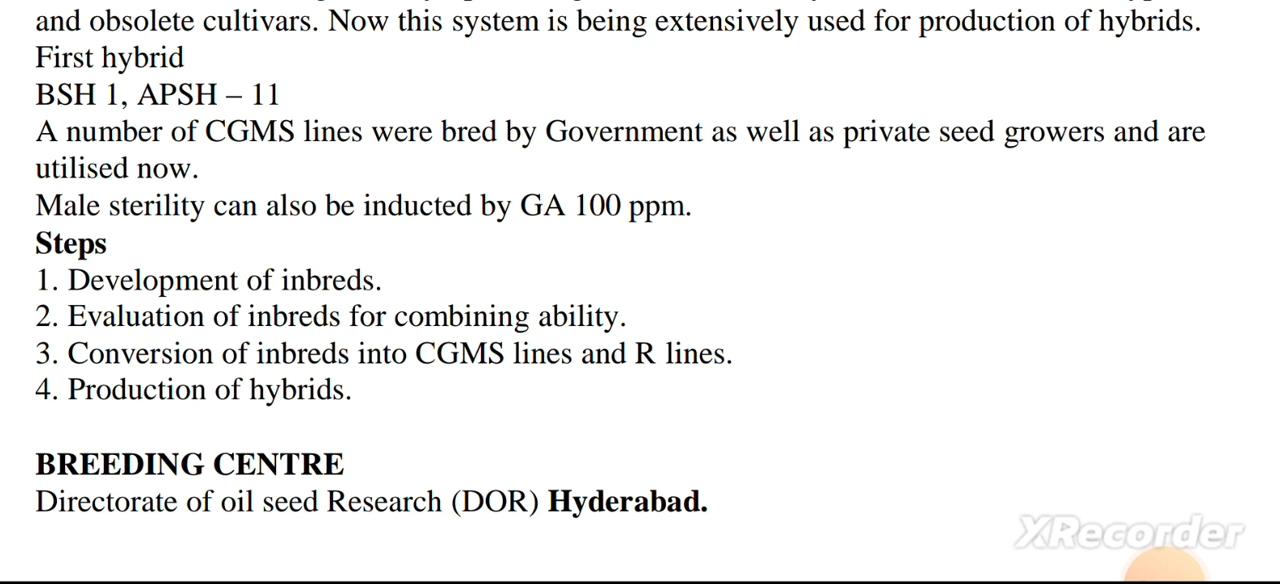 and obsolete cultivars. Now this system is being extensively used for production of hybrids.
First hybrid
BSH 1, APSH – 11
A number of CGMS lines were bred by Government as well as private seed growers and are
utilised now.
Male sterility can also be inducted by GA 100 ppm.
Steps
1. Development of inbreds.
2. Evaluation of inbreds for combining ability.
3. Conversion of inbreds into CGMS lines and R lines.
4. Production of hybrids.
BREEDING CENTRE
Directorate of oil seed Research (DOR) Hyderabad.
XRecorder